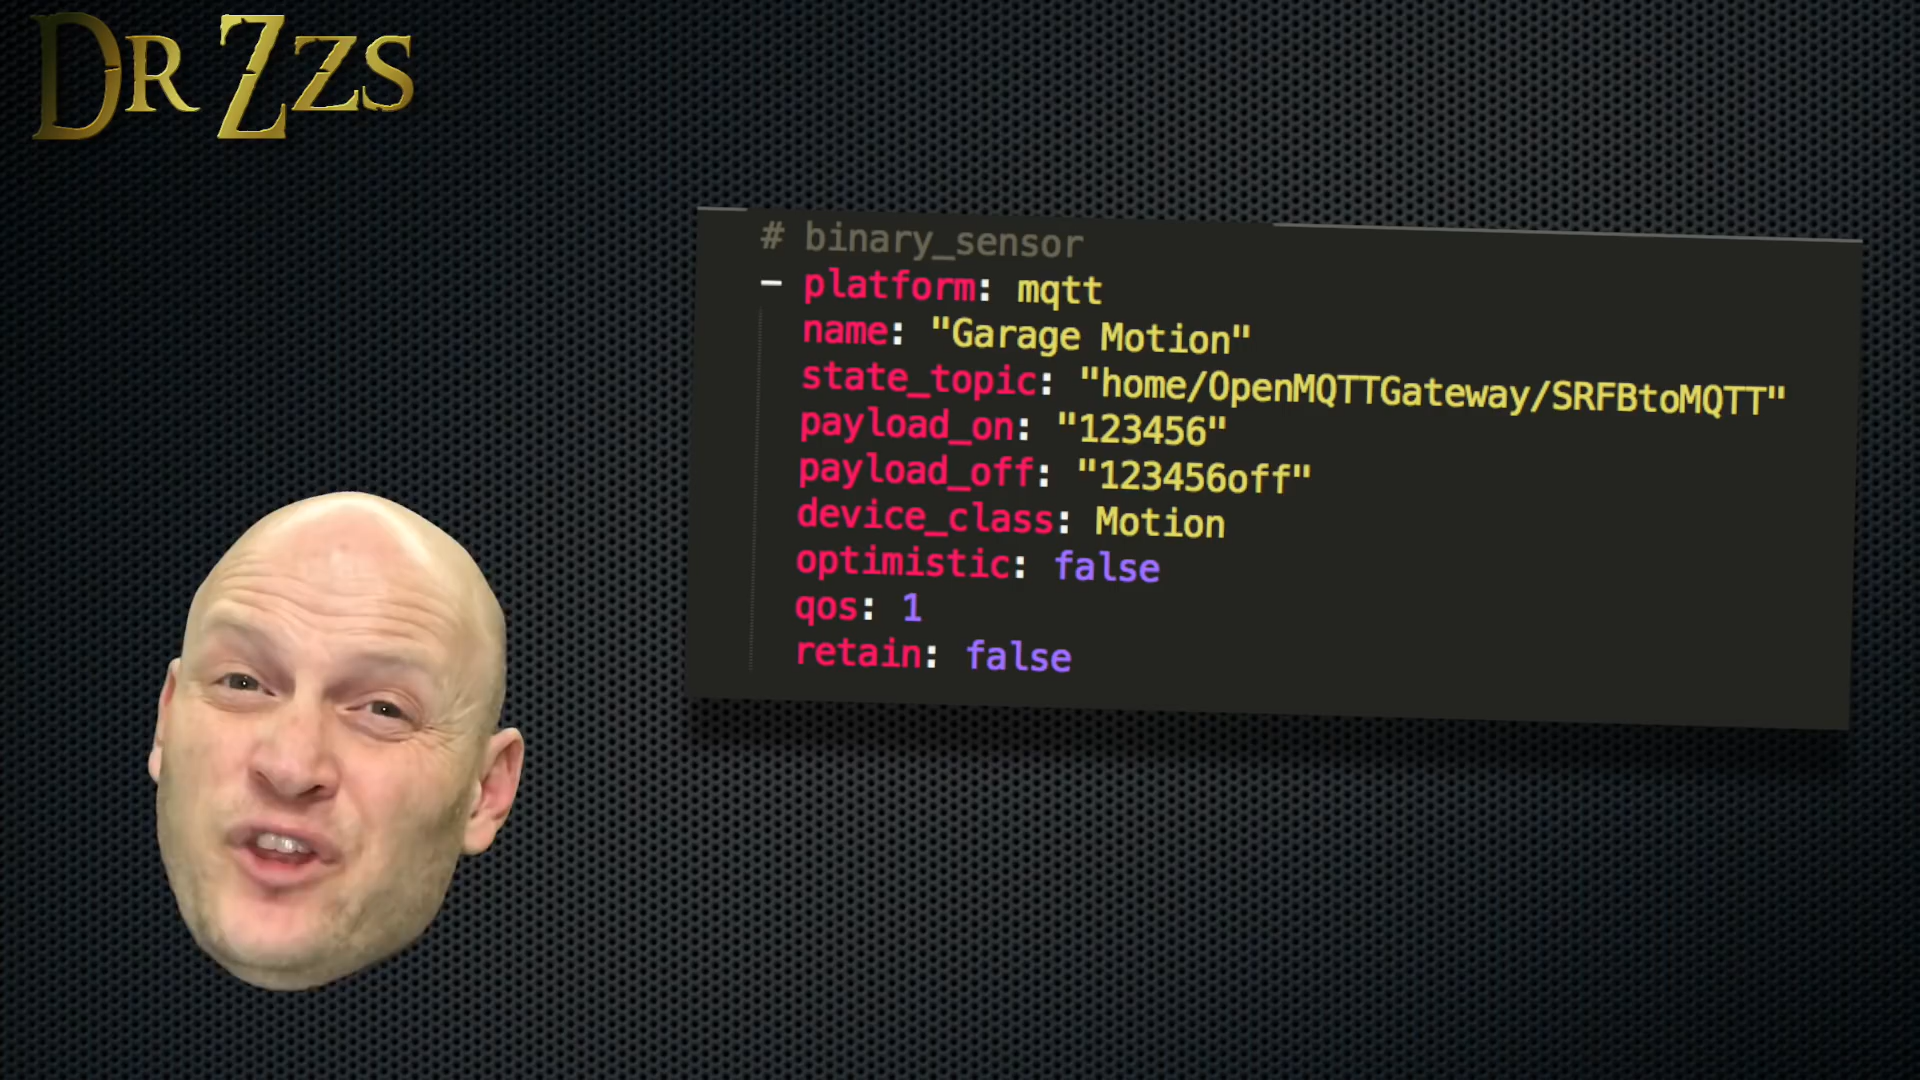 DR ZZS
# binary_sensor
- platform: mqtt
name: "Garage Motion"
state_topic: "home/OpenMQTTGateway/SRFBtoMQTT"
payload_on: "123456"
payload_off: "123456off"
device_class: Motion
optimistic: false
qos: 1
retain: false